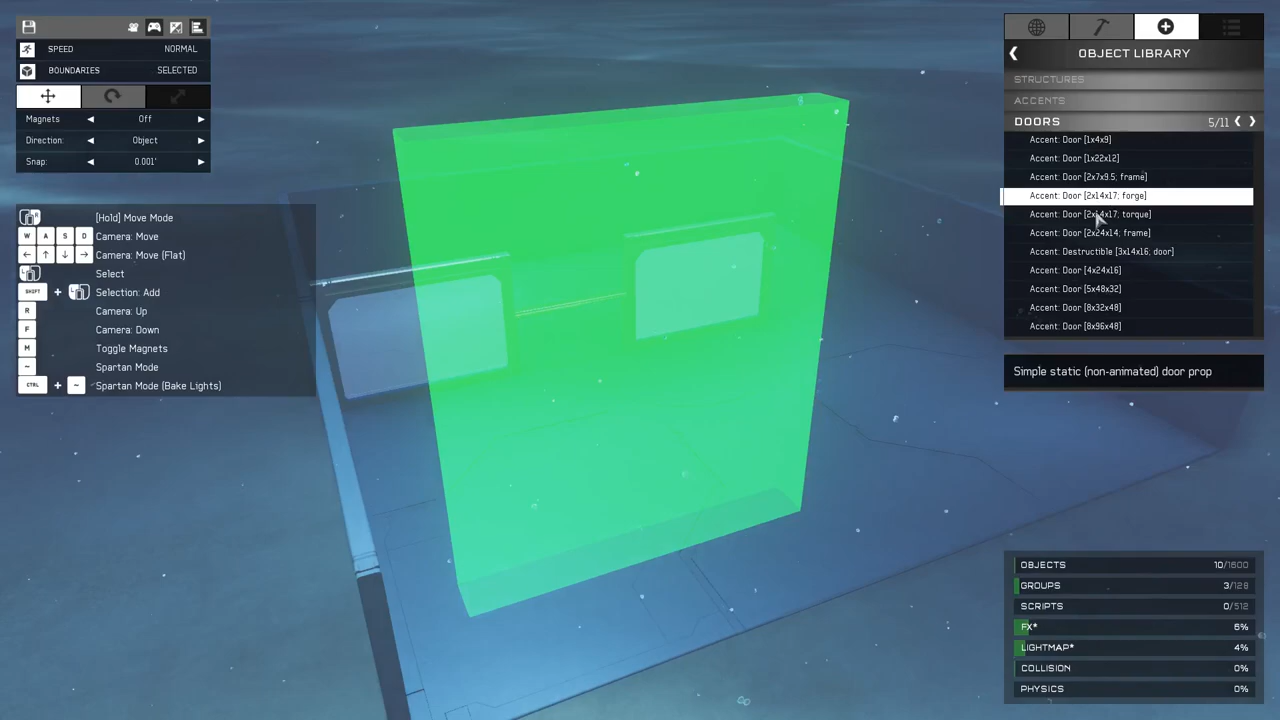 SPEED NORMAL
BOUNDARIES SELECTED
Magnets Off
Direction: Object
Snap: 0.001'
[Hold] Move Mode
W A S D Camera: Move
Camera: Move (Flat)
Select
SHIFT + Selection: Add
R Camera: Up
F Camera: Down
M Toggle Magnets
~ Spartan Mode
CTRL + ~ Spartan Mode (Bake Lights)
OBJECT LIBRARY
STRUCTURES
ACCENTS
DOORS 5/11
Accent: Door [1x4x9]
Accent: Door [1x22x12]
Accent: Door [2x7x9.5; frame]
Accent: Door [2x14x17; forge]
Accent: Door [2x14x17; torque]
Accent: Door [2x24x14; frame]
Accent: Destructible [3x14x16; door]
Accent: Door [4x24x16]
Accent: Door [5x48x32]
Accent: Door [8x32x48]
Accent: Door [8x96x48]
Simple static (non-animated) door prop
OBJECTS 10/1600
GROUPS 3/128
SCRIPTS 0/512
FX* 6%
LIGHTMAP* 4%
COLLISION 0%
PHYSICS 0%